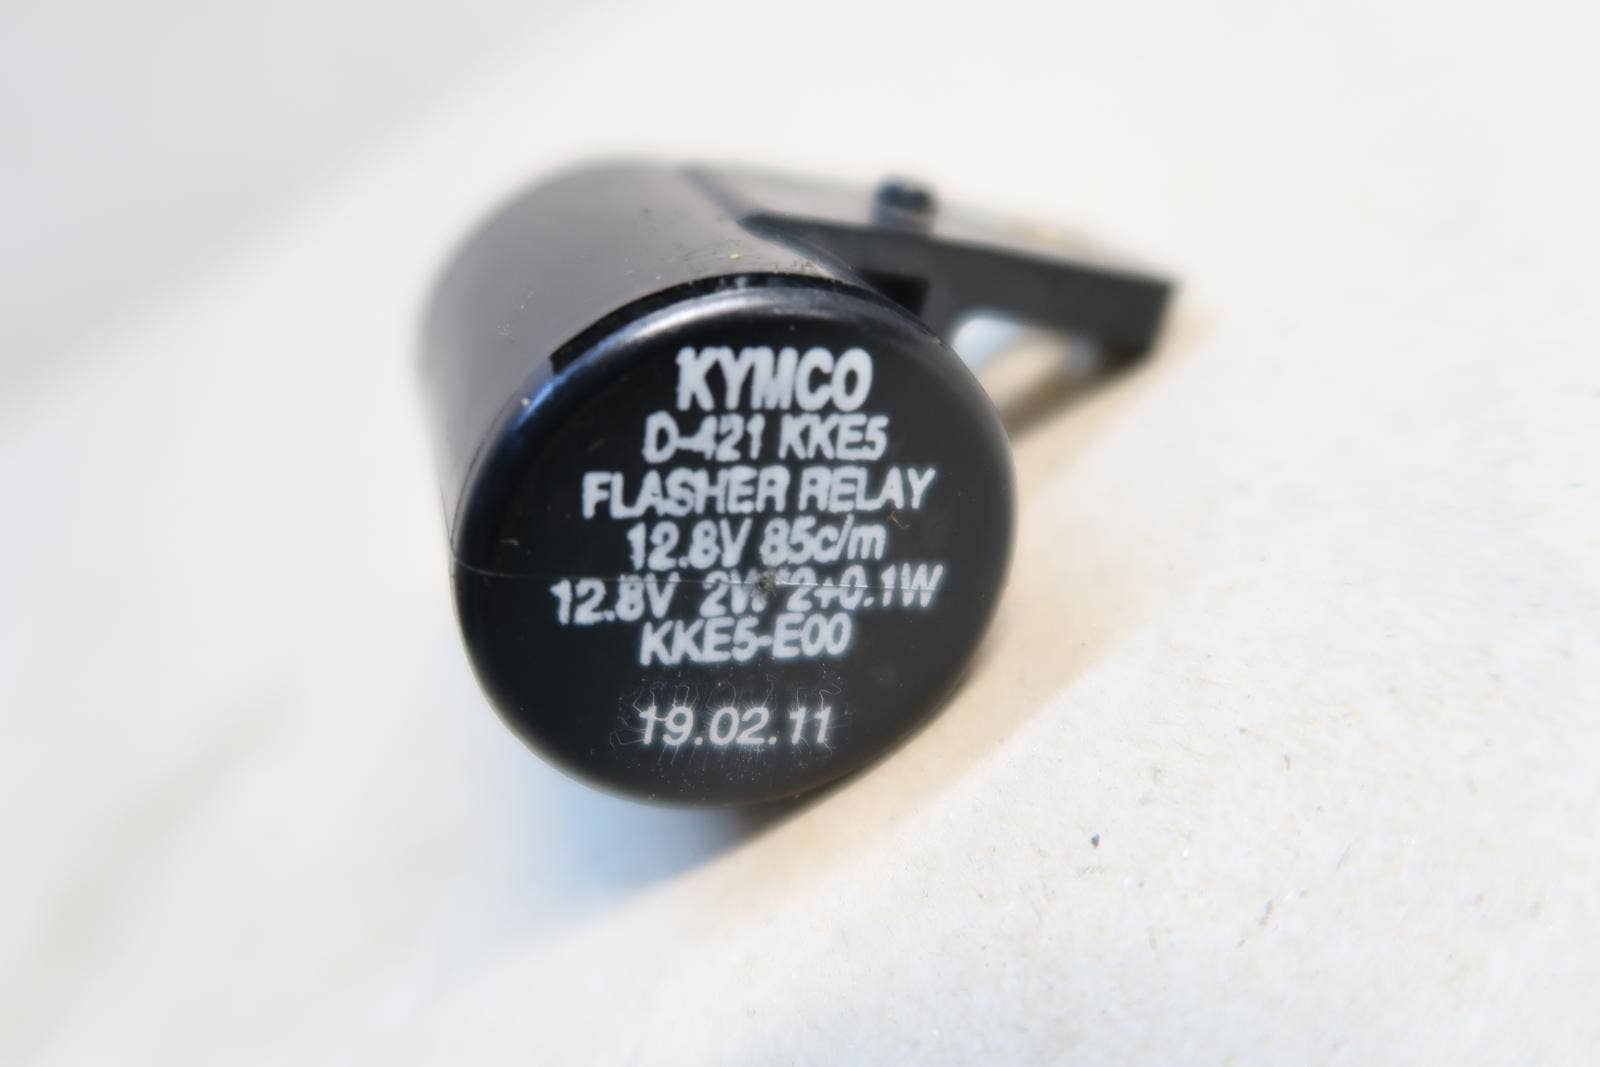 KYMCO
D-421 KKE5
FLASHER RELAY
12.8V 85c/m
12.8V 2W*2+0.1W
KKE5-E00
19.02.11